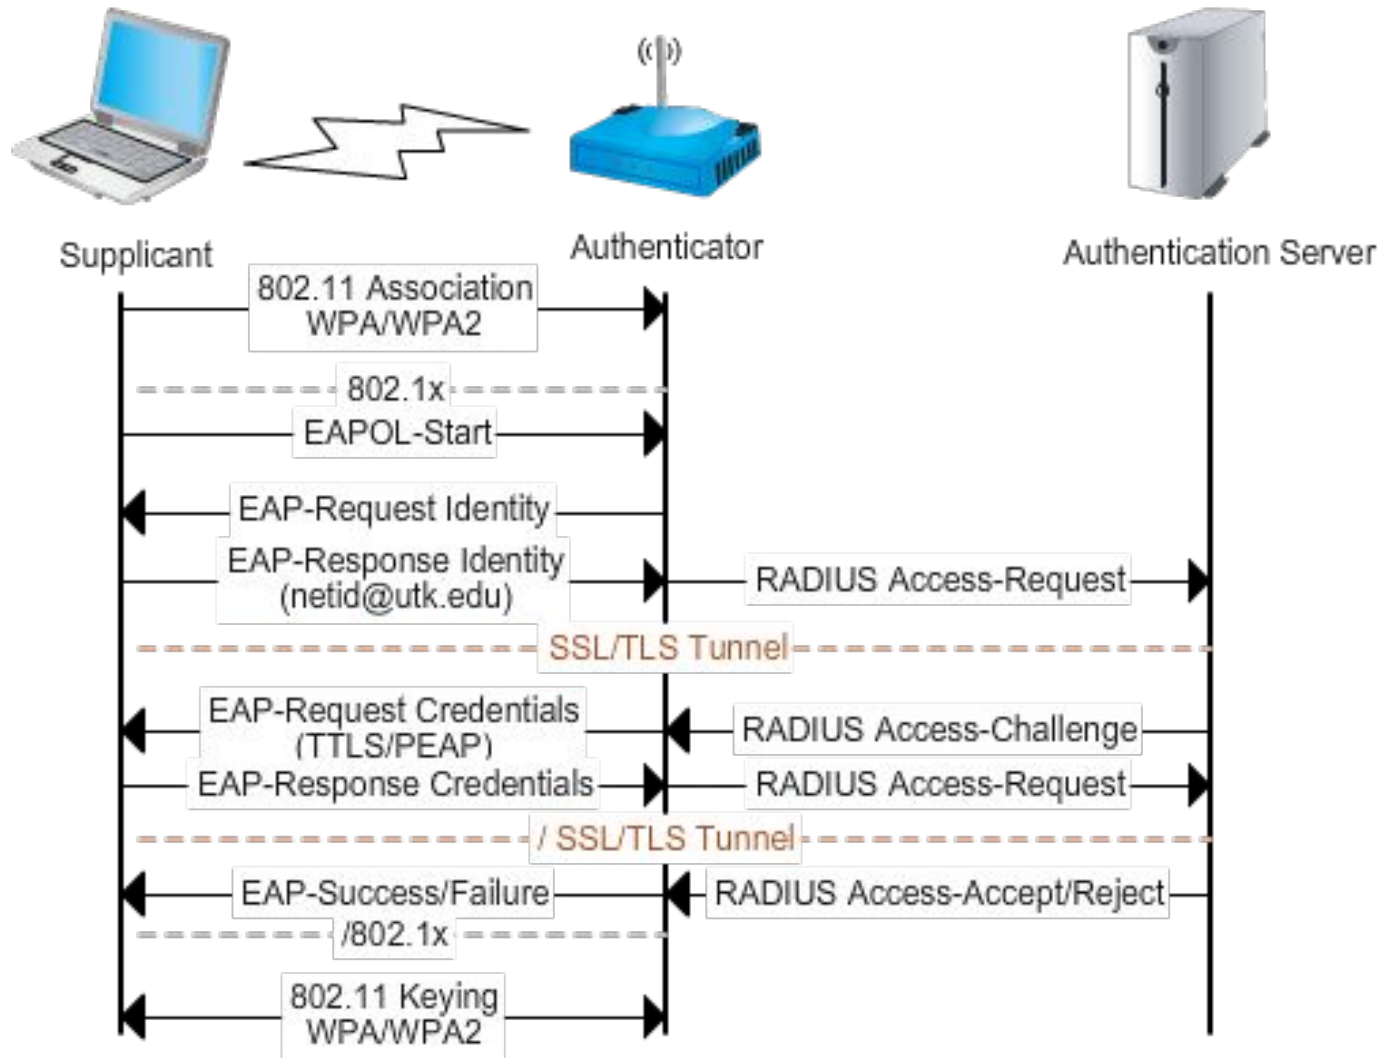 Supplicant
Authenticator
Authentication Server
802.11 Association
WPA/WPA2
802.1x
EAPOL-Start
EAP-Request Identity
EAP-Response Identity
(netid@utk.edu)
RADIUS Access-Request
SSL/TLS Tunnel
EAP-Request Credentials
(TTLS/PEAP)
RADIUS Access-Challenge
EAP-Response Credentials
RADIUS Access-Request
/ SSL/TLS Tunnel
EAP-Success/Failure
RADIUS Access-Accept/Reject
/802.1x
802.11 Keying
WPA/WPA2